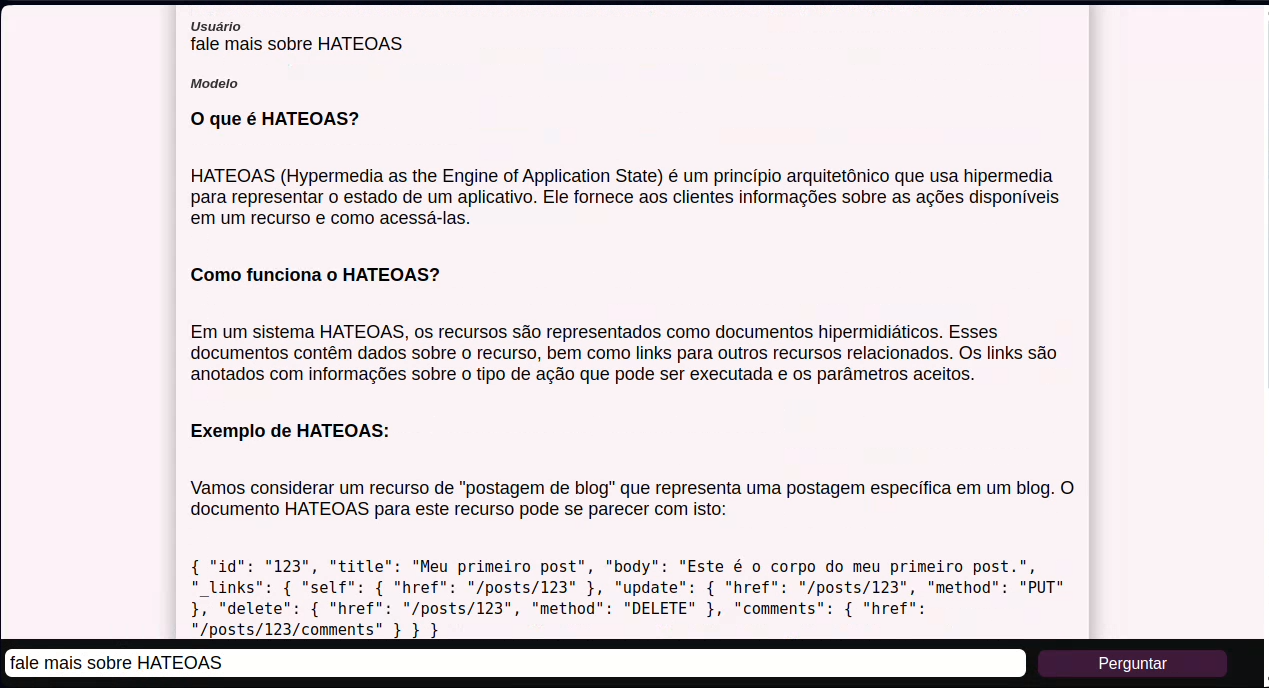 Usuário
fale mais sobre HATEOAS
Modelo
O que é HATEOAS?
HATEOAS (Hypermedia as the Engine of Application State) é um princípio arquitetônico que usa hipermedia
para representar o estado de um aplicativo. Ele fornece aos clientes informações sobre as ações disponíveis
em um recurso e como acessá-las.
Como funciona o HATEOAS?
Em um sistema HATEOAS, os recursos são representados como documentos hipermidiáticos. Esses
documentos contêm dados sobre o recurso, bem como links para outros recursos relacionados. Os links são
anotados com informações sobre o tipo de ação que pode ser executada e os parâmetros aceitos.
Exemplo de HATEOAS:
Vamos considerar um recurso de "postagem de blog" que representa uma postagem específica em um blog. O
documento HATEOAS para este recurso pode se parecer com isto:
{ "id": "123", "title": "Meu primeiro post", "body": "Este é o corpo do meu primeiro post.",
"_links": { "self": { "href": "/posts/123" }, "update": { "href": "/posts/123", "method": "PUT"
}, "delete": { "href": "/posts/123", "method": "DELETE" }, "comments": { "href":
"/posts/123/comments" } } }
fale mais sobre HATEOAS
Perguntar